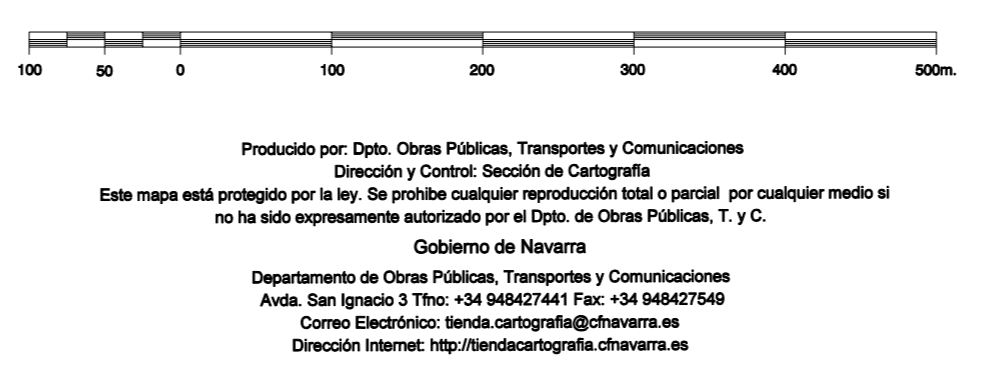 100 50 0 100 200 300 400 500m.
Producido por: Dpto. Obras Públicas, Transportes y Comunicaciones
Dirección y Control: Sección de Cartografía
Este mapa está protegido por la ley. Se prohibe cualquier reproducción total o parcial por cualquier medio si
no ha sido expresamente autorizado por el Dpto. de Obras Públicas, T. y C.
Gobierno de Navarra
Departamento de Obras Públicas, Transportes y Comunicaciones
Avda. San Ignacio 3 Tfno: +34 948427441 Fax: +34 948427549
Correo Electrónico: tienda.cartografia@cfnavarra.es
Dirección Internet: http://tiendacartografia.cfnavarra.es